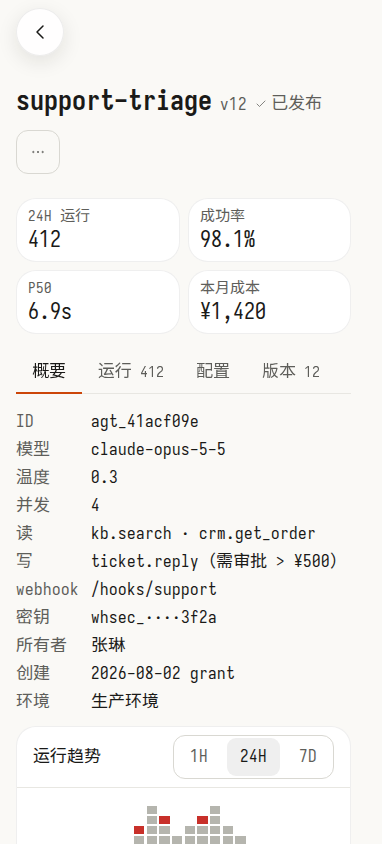 support-triage v12 ✓ 已发布
···
24H 运行
412
成功率
98.1%
P50
6.9s
本月成本
¥1,420
概要 运行 412 配置 版本 12
ID agt_41acf09e
模型 claude-opus-5-5
温度 0.3
并发 4
读 kb.search · crm.get_order
写 ticket.reply (需审批 > ¥500)
webhook /hooks/support
密钥 whsec_····3f2a
所有者 张琳
创建 2026-08-02 grant
环境 生产环境
运行趋势 1H 24H 7D